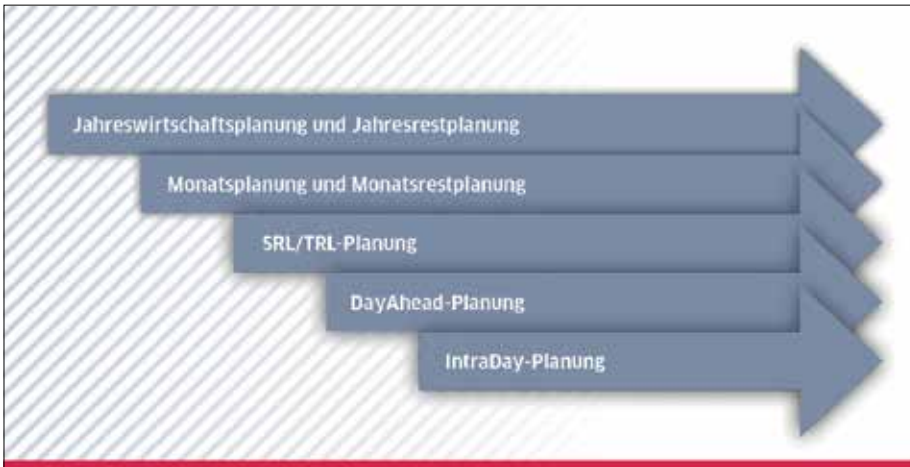 Jahreswirtschaftsplanung und Jahresrestplanung
Monatsplanung und Monatsrestplanung
SRL/TRL-Planung
DayAhead-Planung
IntraDay-Planung